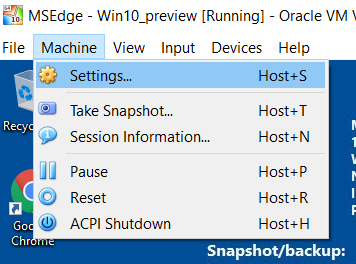 MSEdge - Win10_preview [Running] - Oracle VM
File Machine View Input Devices Help
Settings... Host+S
Take Snapshot... Host+T
Session Information... Host+N
Pause Host+P
Reset Host+R
ACPI Shutdown Host+H
Recyc
Goo
Chrome
Snapshot/backup: